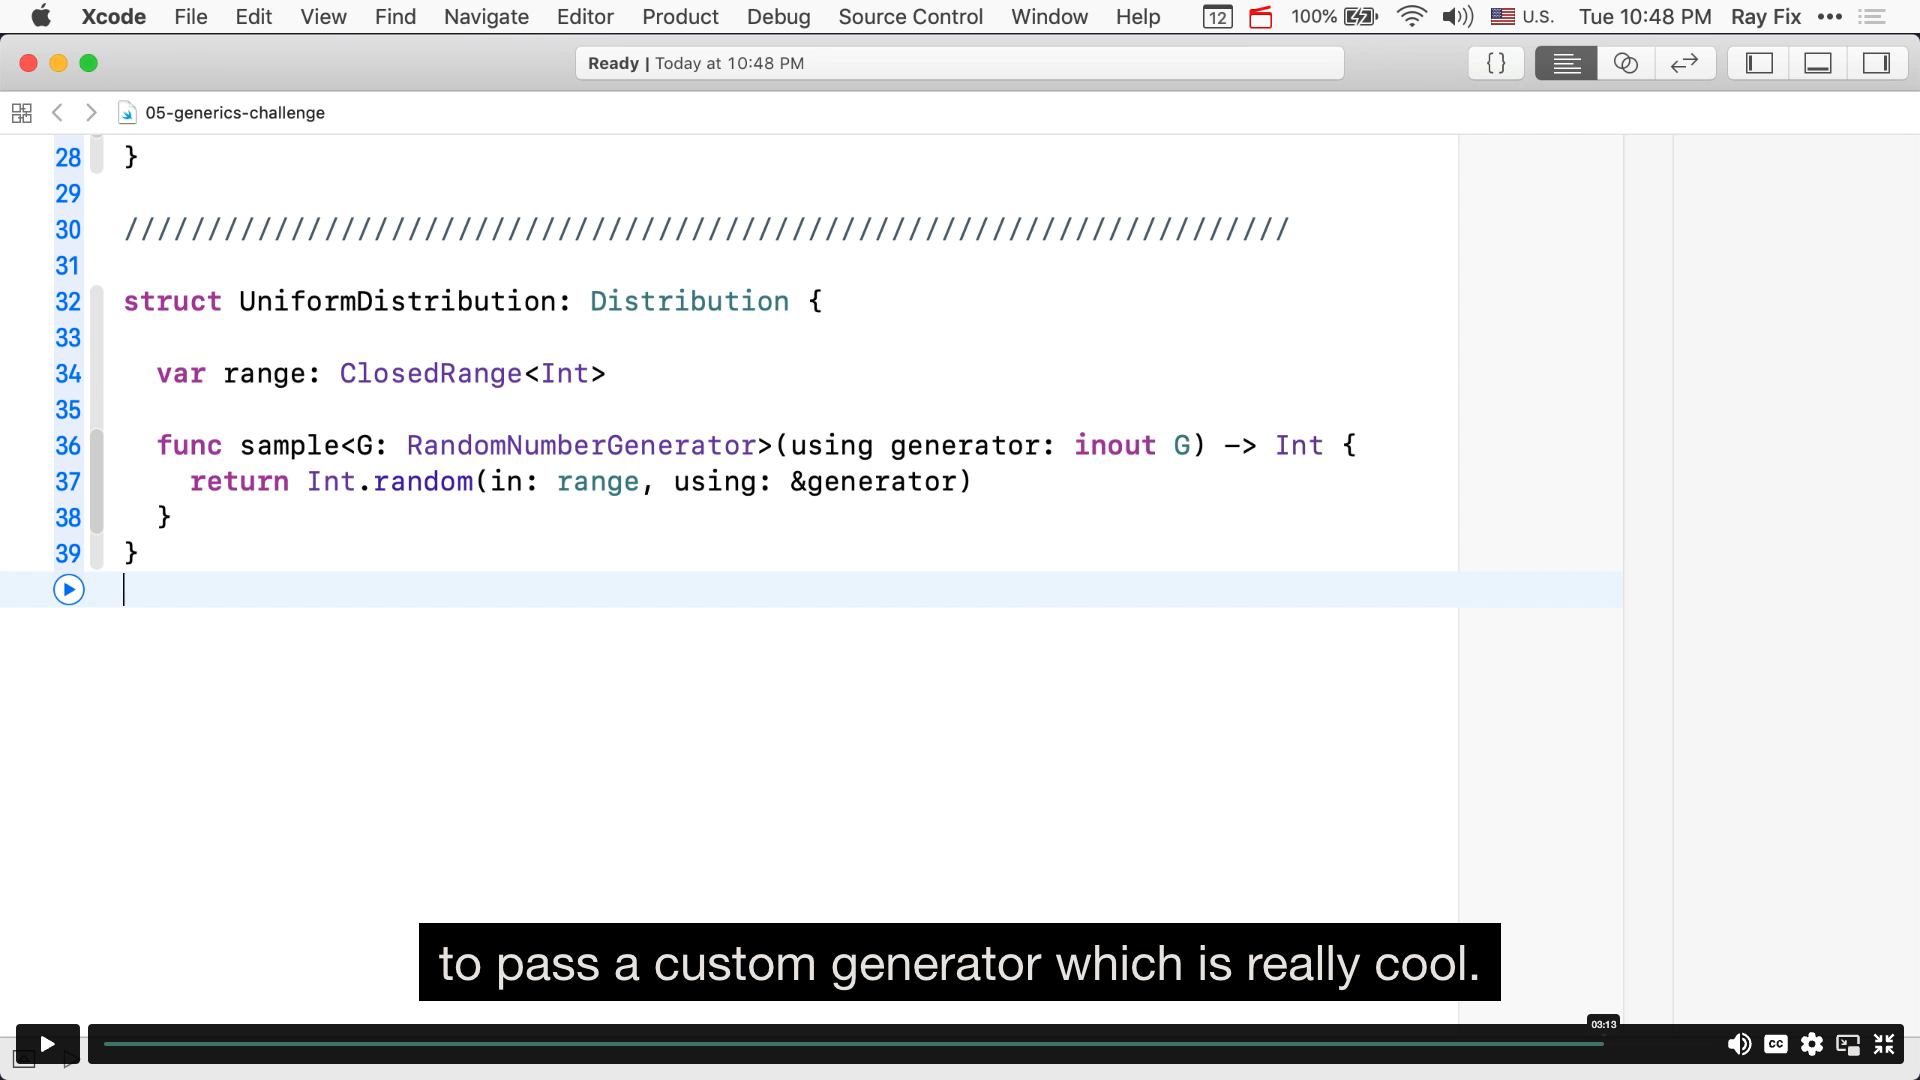 Xcode File Edit View Find Navigate Editor Product Debug Source Control Window Help 12 100% U.S. Tue 10:48 PM Ray Fix
Ready | Today at 10:48 PM
{ }
05-generics-challenge
28 }
29
30 ///////////////////////////////////////////////////////////////////////
31
32 struct UniformDistribution: Distribution {
33
34 var range: ClosedRange<Int>
35
36 func sample<G: RandomNumberGenerator>(using generator: inout G) -> Int {
37 return Int.random(in: range, using: &generator)
38 }
39 }
to pass a custom generator which is really cool.
03:13
CC